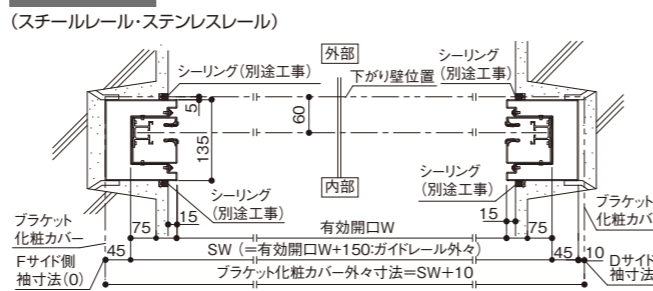 （スチールレール・ステンレスレール）
外部
シーリング（別途工事）
下がり壁位置
シーリング
（別途工事）
5
60
135
シーリング
（別途工事）
内部
シーリング
（別途工事）
ブラケット
化粧カバー
ブラケット
化粧カバ
75
15
有効開口W
15
75
SW（＝有効開口W+150：ガイドレール外々）
45
45
10
Fサイド側
袖寸法（0）
ブラケット化粧カバー外々寸法＝SW+10
Dサイド
袖寸法